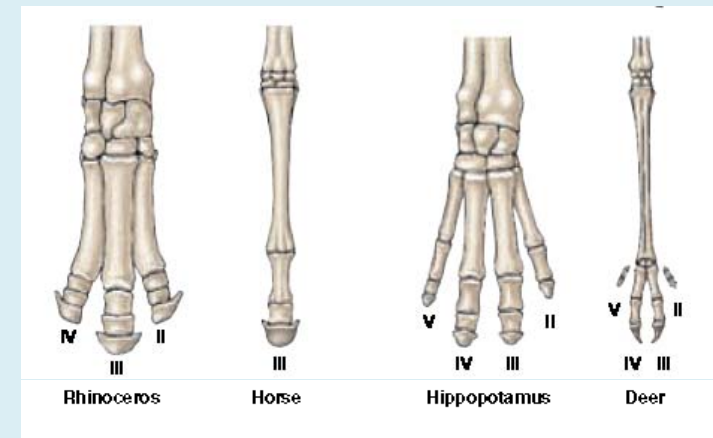 IV III II
III
V IV III II
V IV III II
Rhinoceros Horse Hippopotamus Deer